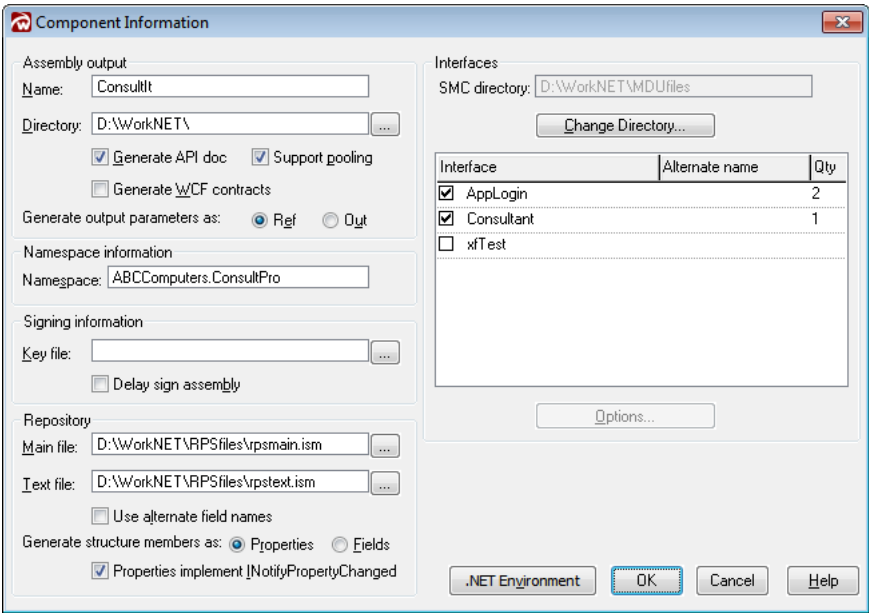 Component Information
Assembly output
Name: ConsultIt
Directory: D:\WorkNET\ ...
Generate API doc Support pooling
Generate WCF contracts
Generate output parameters as: Ref Out
Namespace information
Namespace: ABCComputers.ConsultPro
Signing information
Key file: ...
Delay sign assembly
Repository
Main file: D:\WorkNET\RPSfiles\rpsmain.ism ...
Text file: D:\WorkNET\RPSfiles\rpstext.ism ...
Use alternate field names
Generate structure members as: Properties Fields
Properties implement INotifyPropertyChanged
Interfaces
SMC directory: D:\WorkNET\MDUfiles
Change Directory...
Interface Alternate name Qty
AppLogin 2
Consultant 1
xfTest
Options...
.NET Environment OK Cancel Help